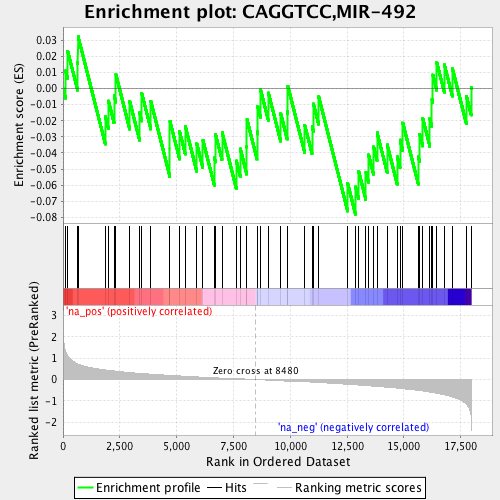 Enrichment plot: CAGGTCC,MIR-492
Enrichment score (ES)
0.03
0.02
0.01
0.00
-0.01
-0.02
-0.03
-0.04
-0.05
-0.06
-0.07
-0.08
'na_pos' (positively correlated)
Ranked list metric (PreRanked)
3
2
1
0
-1
-2
Zero cross at 8480
'na_neg' (negatively correlated)
0
2,500
5,000
7,500
10,000
12,500
15,000
17,500
Rank in Ordered Dataset
Enrichment profile
Hits
Ranking metric scores